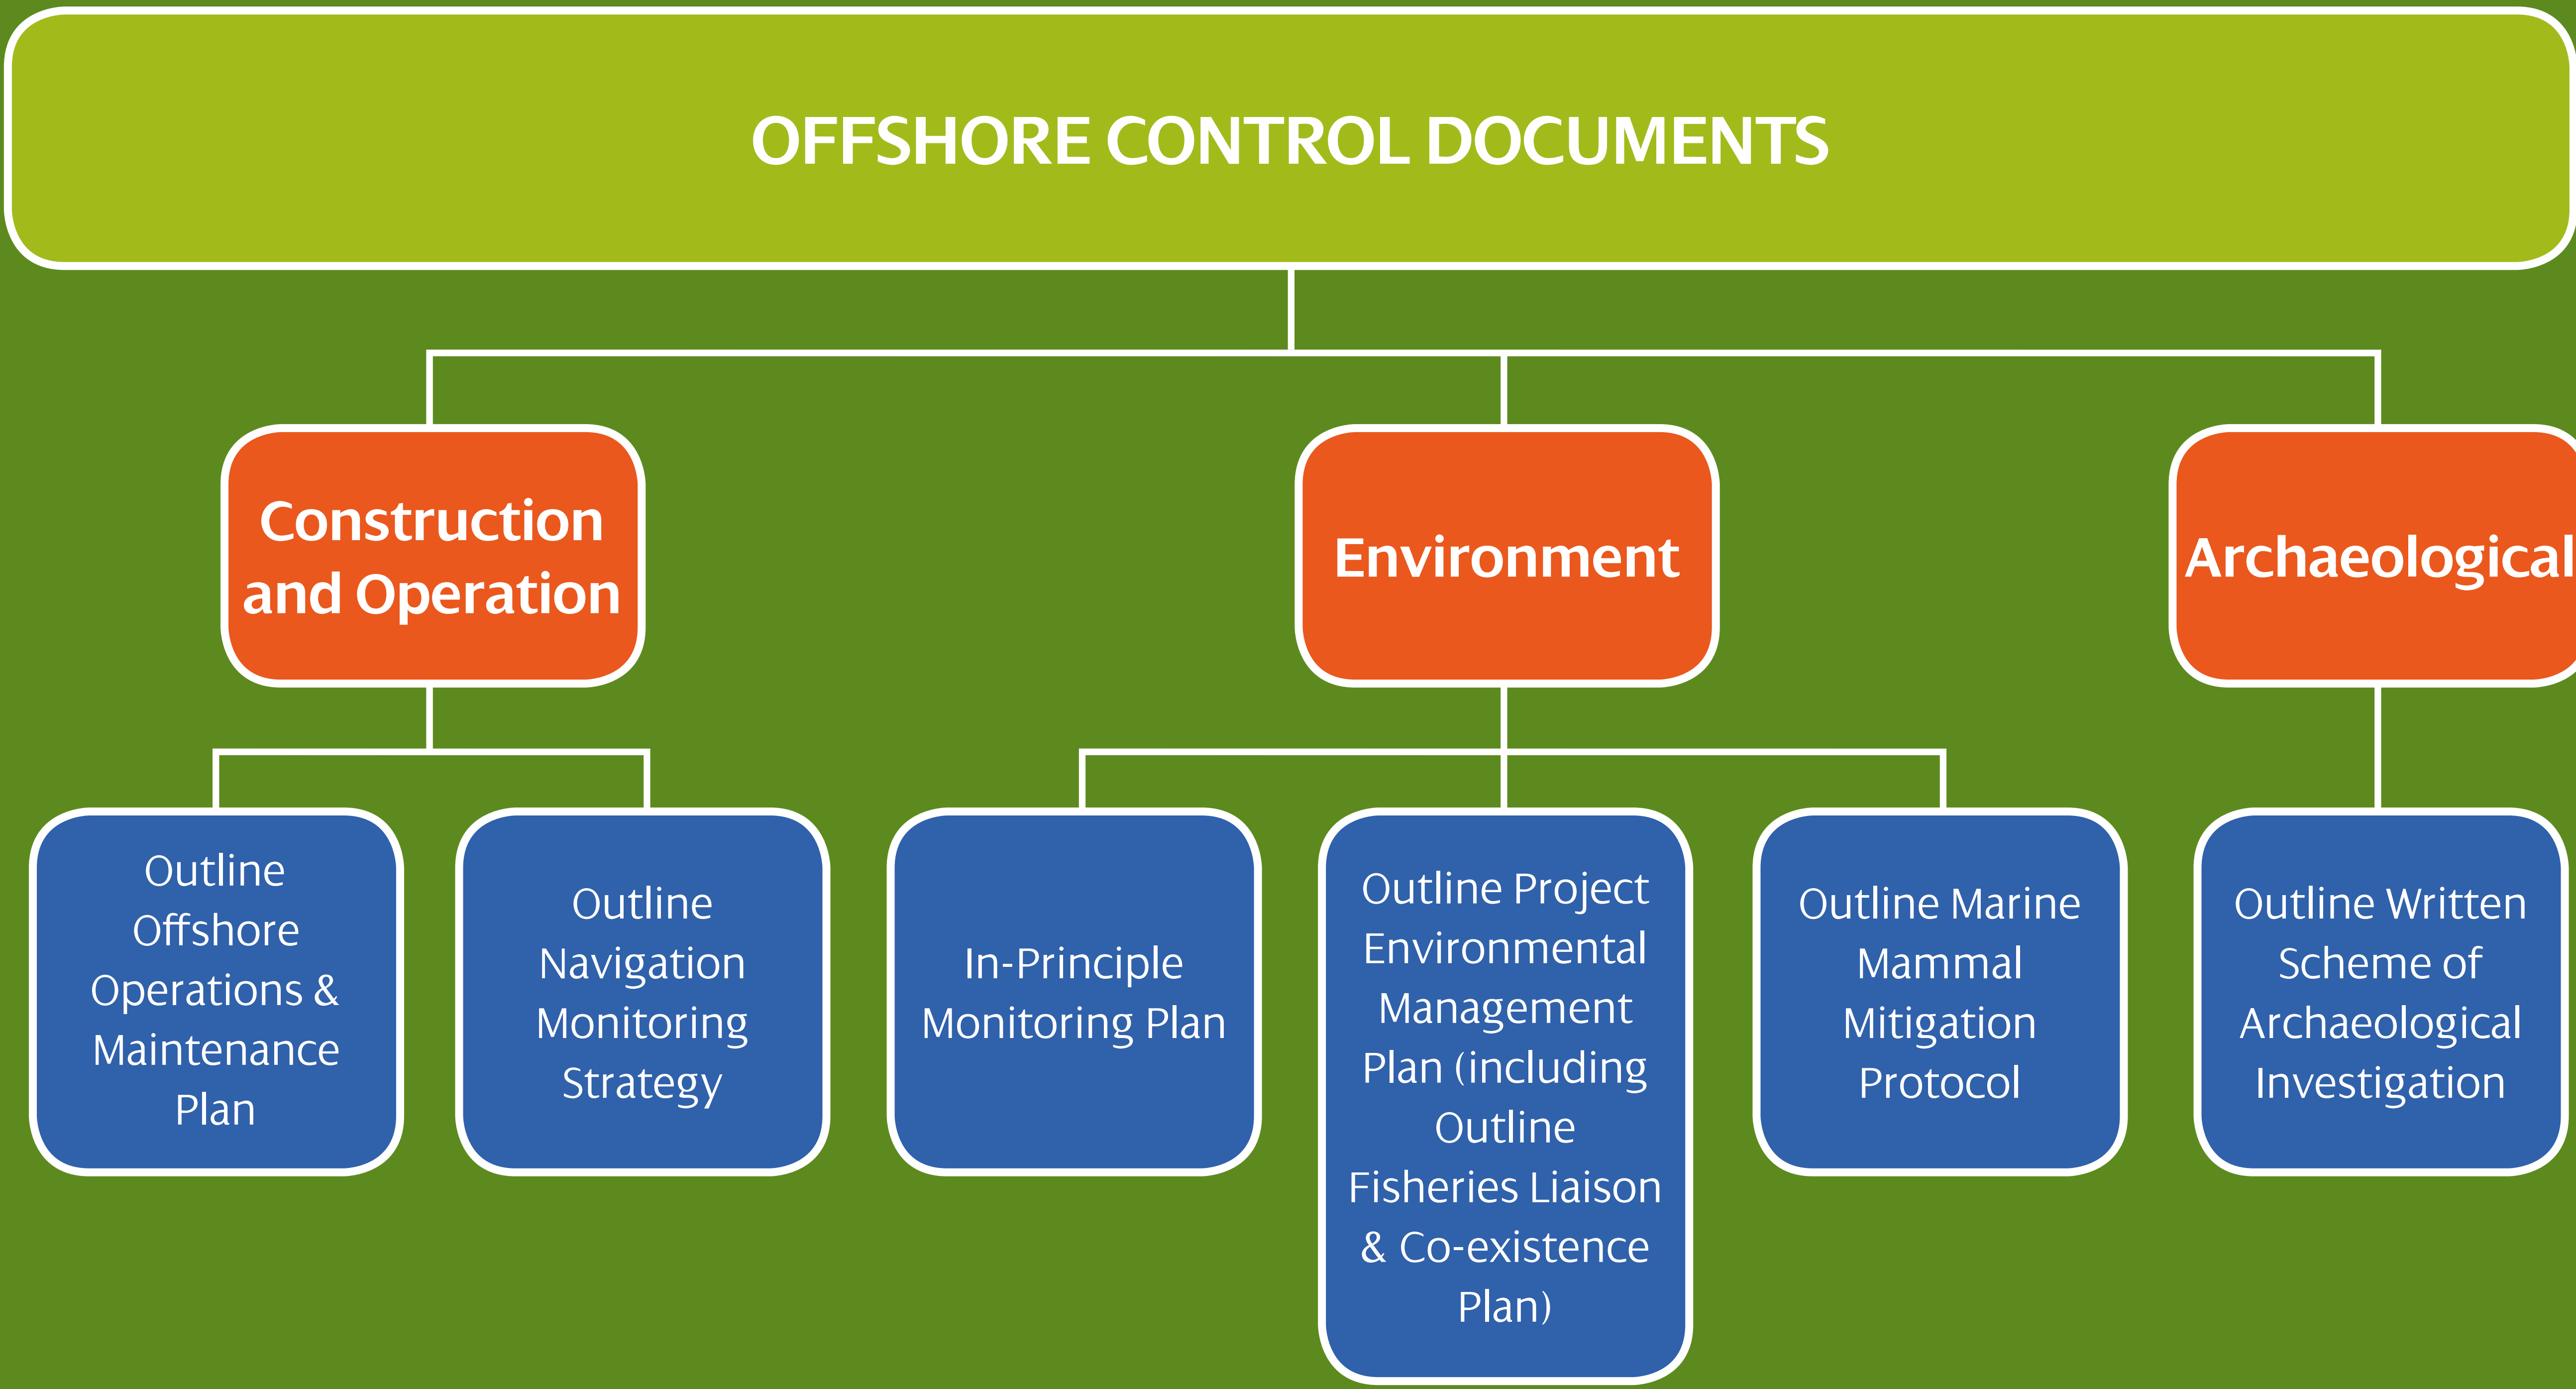 OFFSHORE CONTROL DOCUMENTS
Construction
and Operation
Environment
Archaeological
Outline
Offshore
Operations &
Maintenance
Plan
Outline
Navigation
Monitoring
Strategy
In-Principle
Monitoring Plan
Outline Project
Environmental
Management
Plan (including
Outline
Fisheries Liaison
& Co-existence
Plan)
Outline Marine
Mammal
Mitigation
Protocol
Outline Written
Scheme of
Archaeological
Investigation